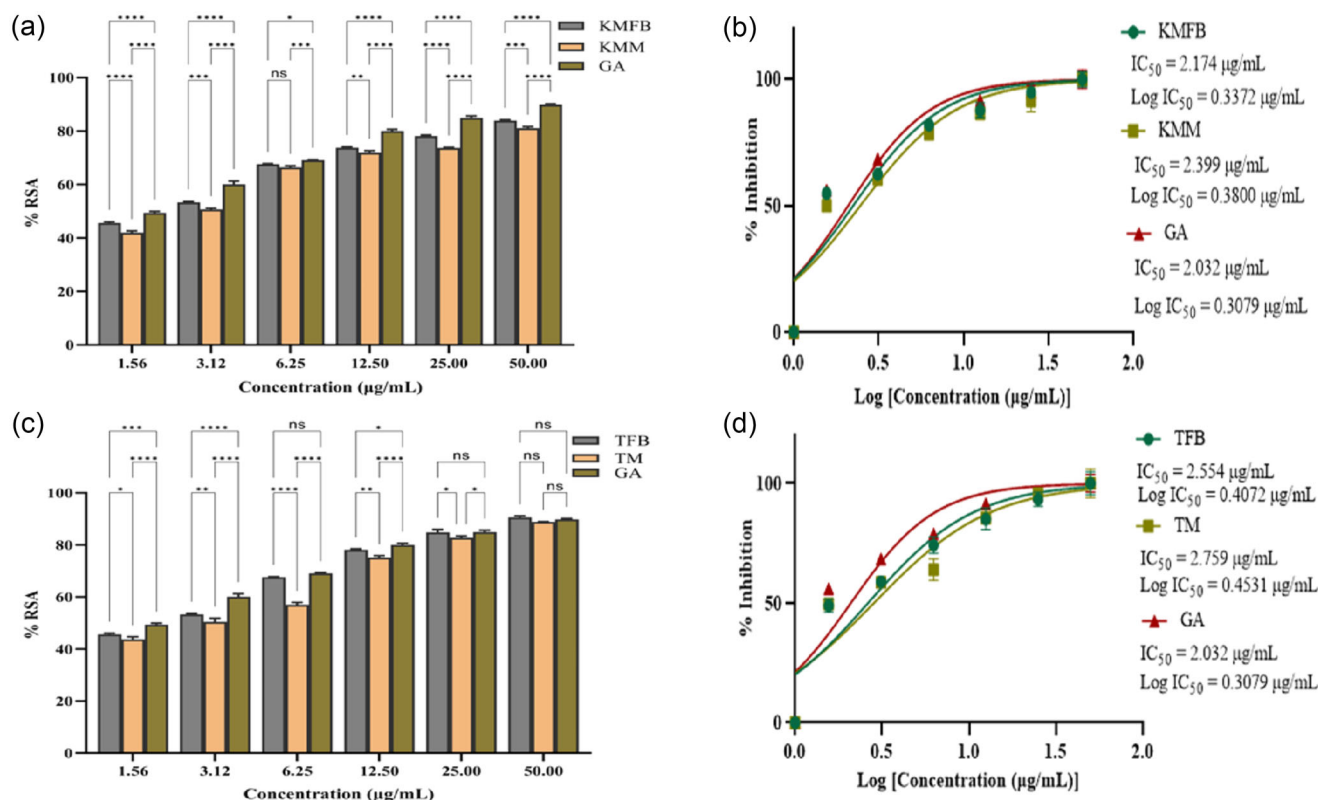 (a)
**** **** * **** **** ****
**** **** *** **** **** ***
**** *** ns ** **** ****
KMFB
KMM
GA
% RSA
100
80
60
40
20
0
1.56 3.12 6.25 12.50 25.00 50.00
Concentration (µg/mL)
(b)
% Inhibition
100
50
0
0.0 0.5 1.0 1.5 2.0
Log [Concentration (µg/mL)]
KMFB
IC50 = 2.174 µg/mL
Log IC50 = 0.3372 µg/mL
KMM
IC50 = 2.399 µg/mL
Log IC50 = 0.3800 µg/mL
GA
IC50 = 2.032 µg/mL
Log IC50 = 0.3079 µg/mL
(c)
*** **** ns * ns ns
**** **** **** **** * ns
* ** **** ** * ns
TFB
TM
GA
% RSA
100
80
60
40
20
0
1.56 3.12 6.25 12.50 25.00 50.00
Concentration (µg/mL)
(d)
% Inhibition
100
50
0
0.0 0.5 1.0 1.5 2.0
Log [Concentration (µg/mL)]
TFB
IC50 = 2.554 µg/mL
Log IC50 = 0.4072 µg/mL
TM
IC50 = 2.759 µg/mL
Log IC50 = 0.4531 µg/mL
GA
IC50 = 2.032 µg/mL
Log IC50 = 0.3079 µg/mL